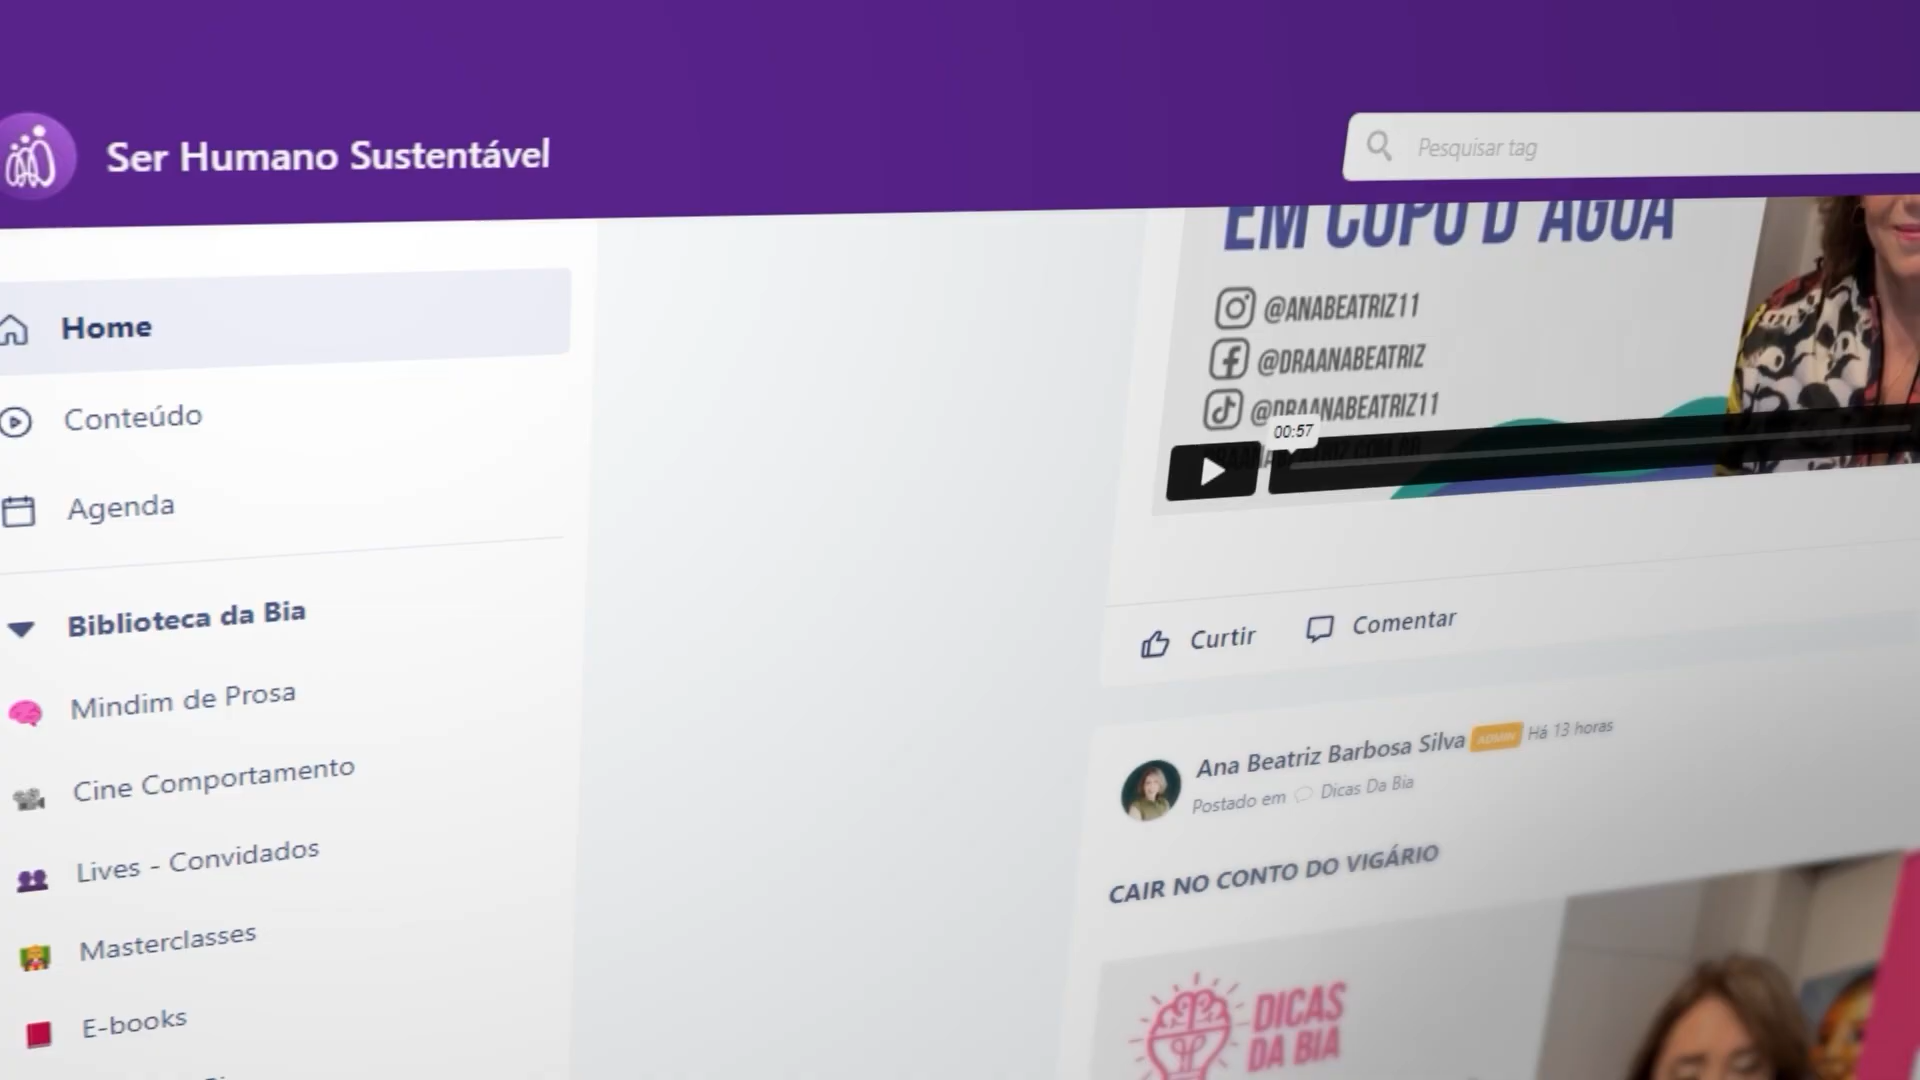 Ser Humano Sustentável
Pesquisar tag
Home
Conteúdo
Agenda
Biblioteca da Bia
Mindim de Prosa
Cine Comportamento
Lives - Convidados
Masterclasses
E-books
EM COPO D'ÁGUA
@ANABEATRIZ11
@DRAANABEATRIZ
@DRAANABEATRIZ11
00:57
Curtir
Comentar
Ana Beatriz Barbosa Silva ADMIN Há 13 horas
Postado em Dicas Da Bia
CAIR NO CONTO DO VIGÁRIO
DICAS
DA BIA